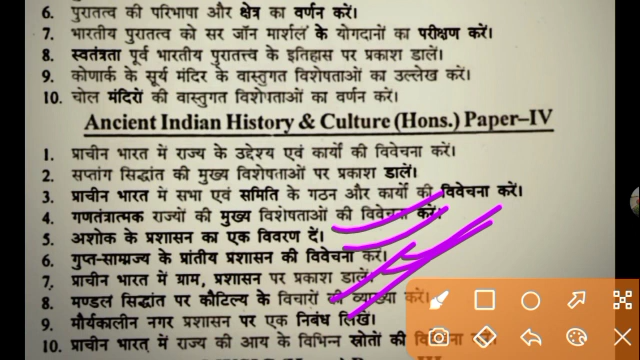 6. पुरातत्व की परिभाषा और क्षेत्र का वर्णन करें।
7. भारतीय पुरातत्व को सर जॉन मार्शल के योगदानों का परीक्षण करें।
8. स्वतंत्रता पूर्व भारतीय पुरातत्त्व के इतिहास पर प्रकाश डालें।
9. कोणार्क के सूर्य मंदिर के वास्तुगत विशेषताओं का उल्लेख करें।
10. चोल मंदिरों की वास्तुगत विशेषताओं का वर्णन करें।
Ancient Indian History & Culture (Hons.) Paper–IV
1. प्राचीन भारत में राज्य के उद्देश्य एवं कार्यों की विवेचना करें।
2. सप्तांग सिद्धांत की मुख्य विशेषताओं पर प्रकाश डालें।
3. प्राचीन भारत में सभा एवं समिति के गठन और कार्यों की विवेचना करें।
4. गणतंत्रात्मक राज्यों की मुख्य विशेषताओं की विवेचना करें।
5. अशोक के प्रशासन का एक विवरण दें।
6. गुप्त-साम्राज्य के प्रांतीय प्रशासन की विवेचना करें।
7. प्राचीन भारत में ग्राम, प्रशासन पर प्रकाश डालें।
8. मण्डल सिद्धांत पर कौटिल्य के विचारों की व्याख्या करें।
9. मौर्यकालीन नगर प्रशासन पर एक निबंध लिखें।
10. प्राचीन भारत में राज्य की आय के विभिन्न स्रोतों की विवेचना करें।